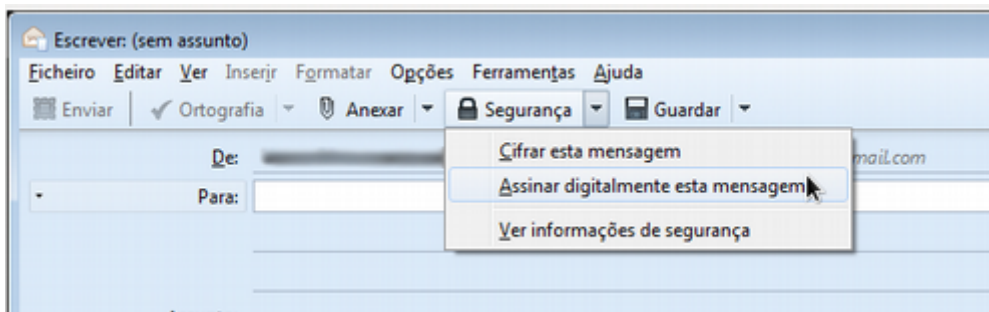 Escrever: (sem assunto)
Ficheiro Editar Ver Inserir Formatar Opções Ferramentas Ajuda
Enviar Ortografia Anexar Segurança Guardar
Cifrar esta mensagem
De: mail.com
Assinar digitalmente esta mensagem
Para:
Ver informações de segurança